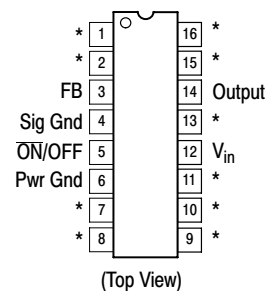 * 1 16 *
* 2 15 *
FB 3 14 Output
Sig Gnd 4 13 *
ON/OFF 5 12 Vin
Pwr Gnd 6 11 *
* 7 10 *
* 8 9 *
(Top View)